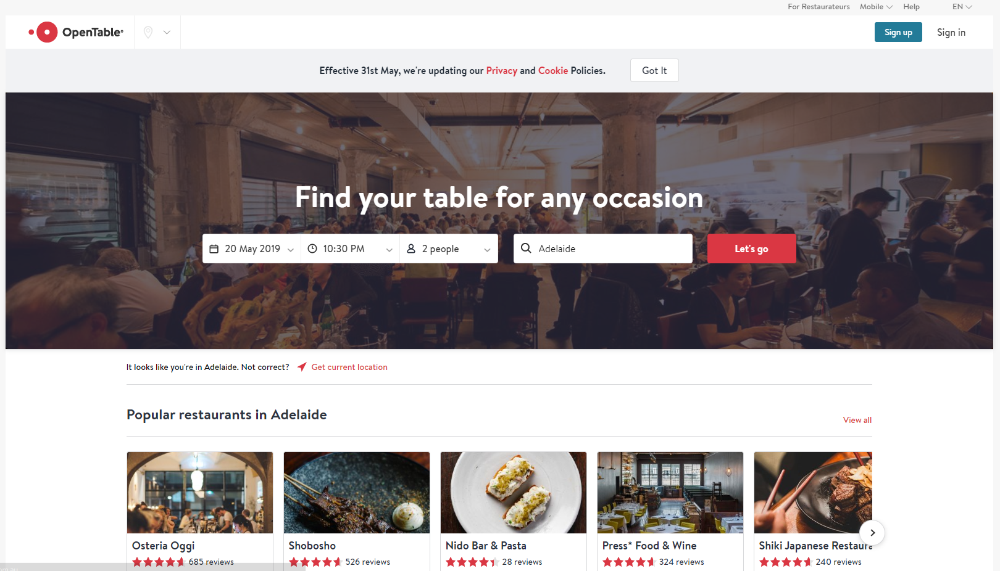 For Restaurateurs Mobile Help EN
OpenTable®
Sign up Sign in
Effective 31st May, we're updating our Privacy and Cookie Policies. Got It
Find your table for any occasion
20 May 2019 10:30 PM 2 people Adelaide Let's go
It looks like you're in Adelaide. Not correct? Get current location
Popular restaurants in Adelaide
View all
Osteria Oggi Shobosho Nido Bar & Pasta Press* Food & Wine Shiki Japanese Restaura
685 reviews 526 reviews 28 reviews 324 reviews 240 reviews